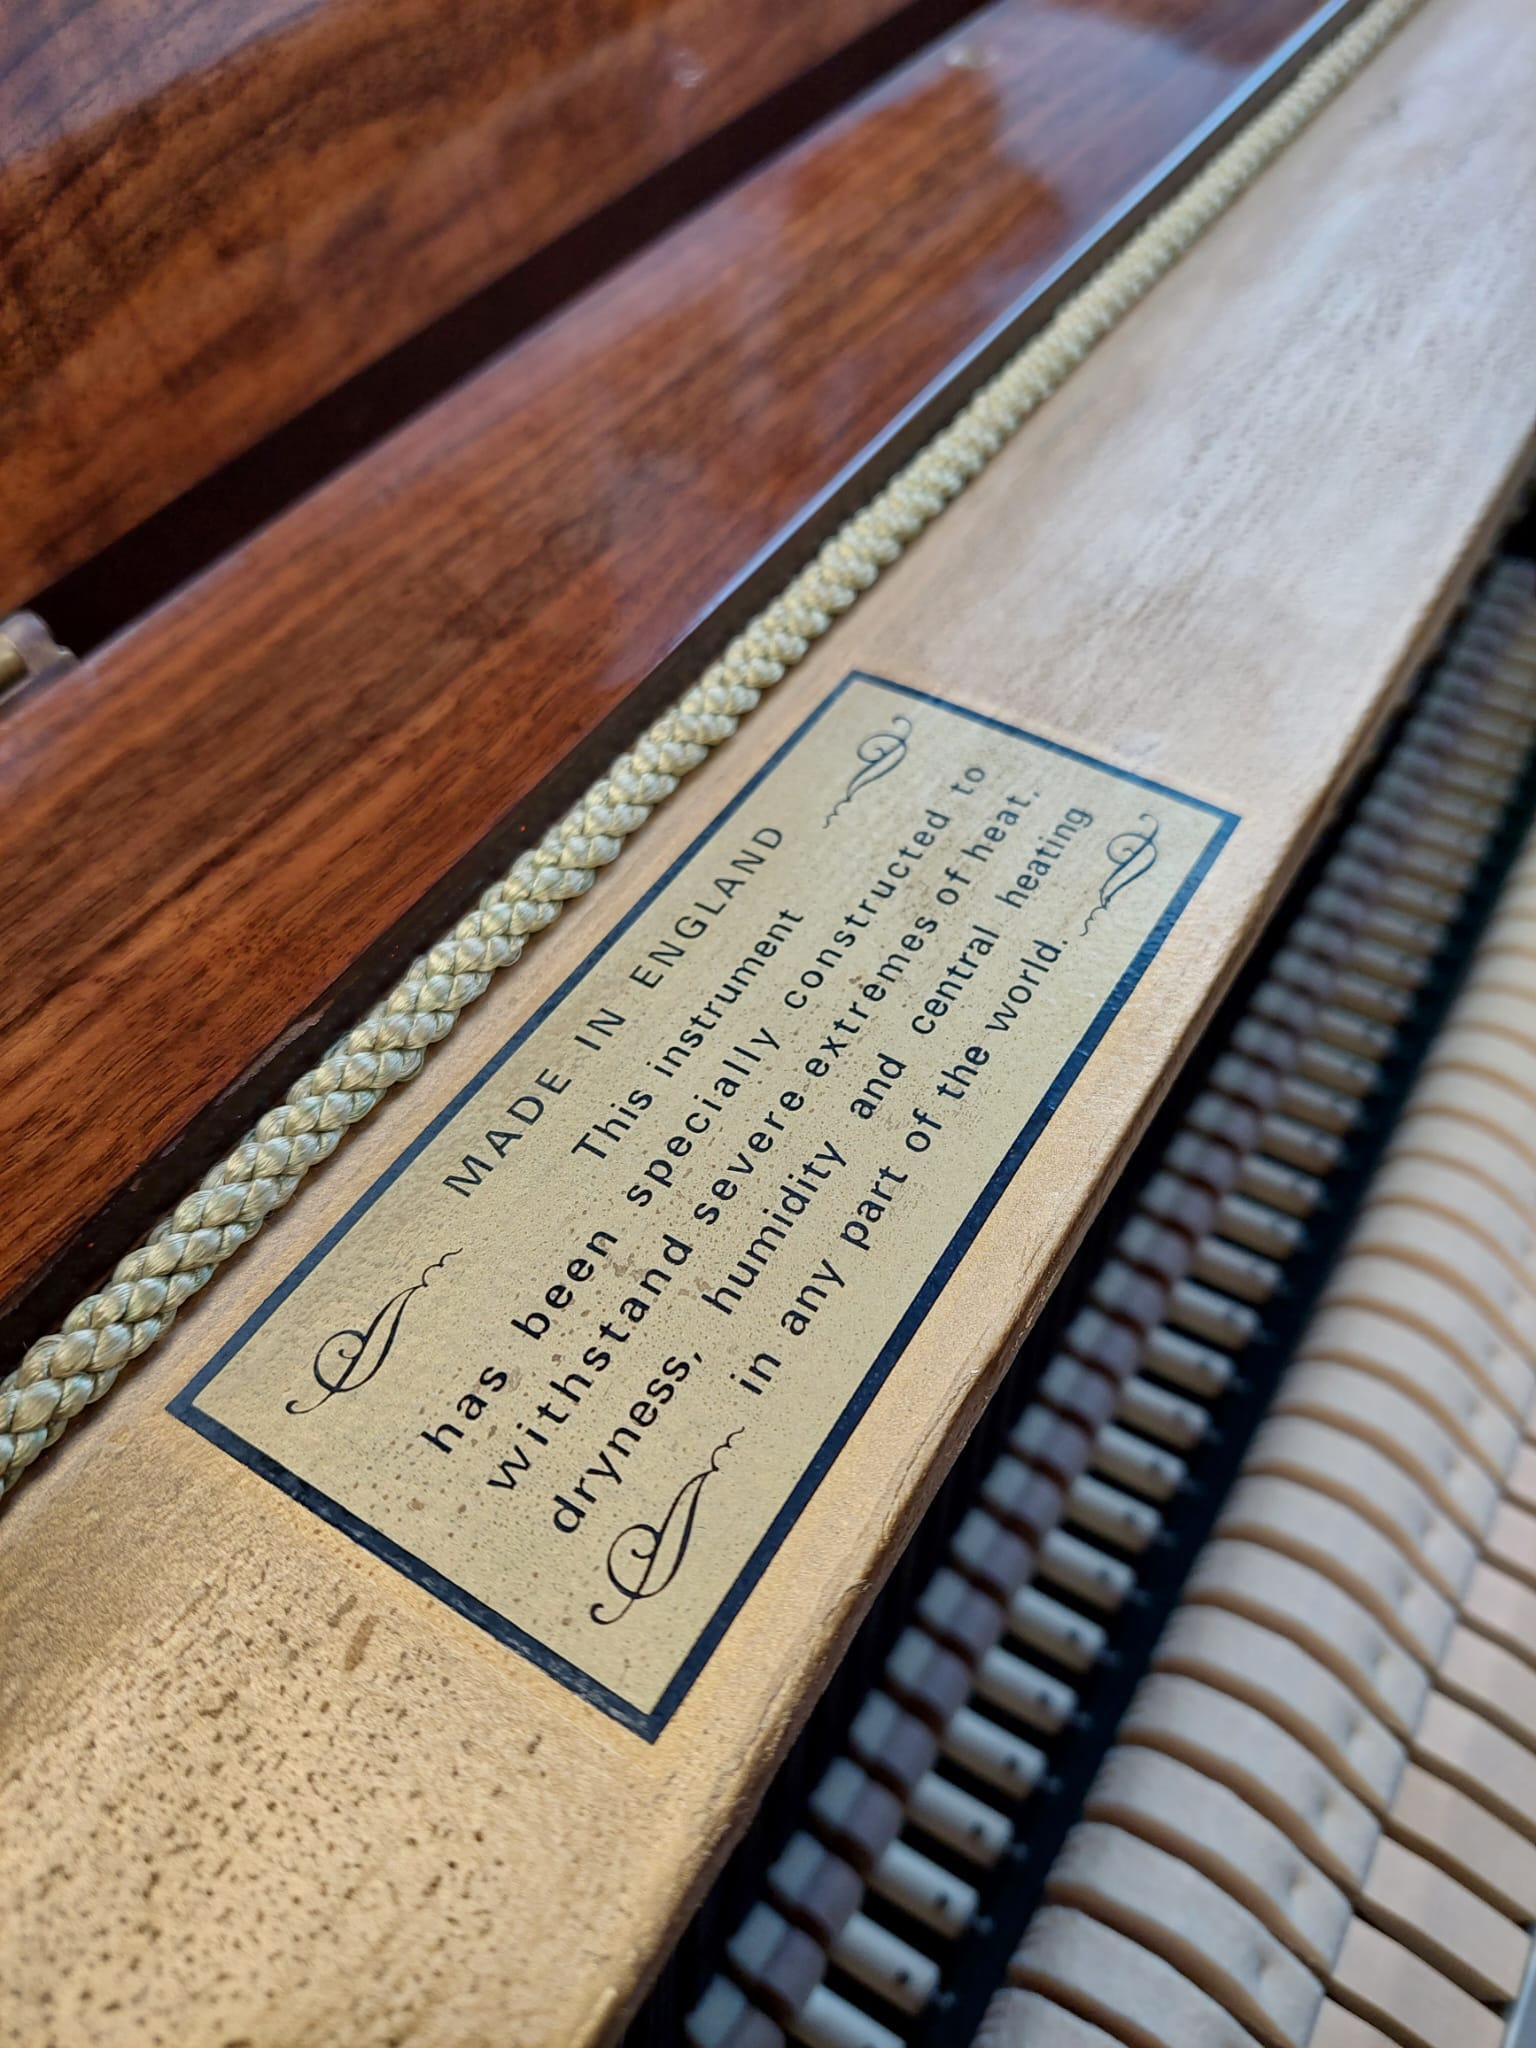 MADE IN ENGLAND
This instrument
has been specially constructed to
withstand severe extremes of heat,
dryness, humidity and central heating
in any part of the world.